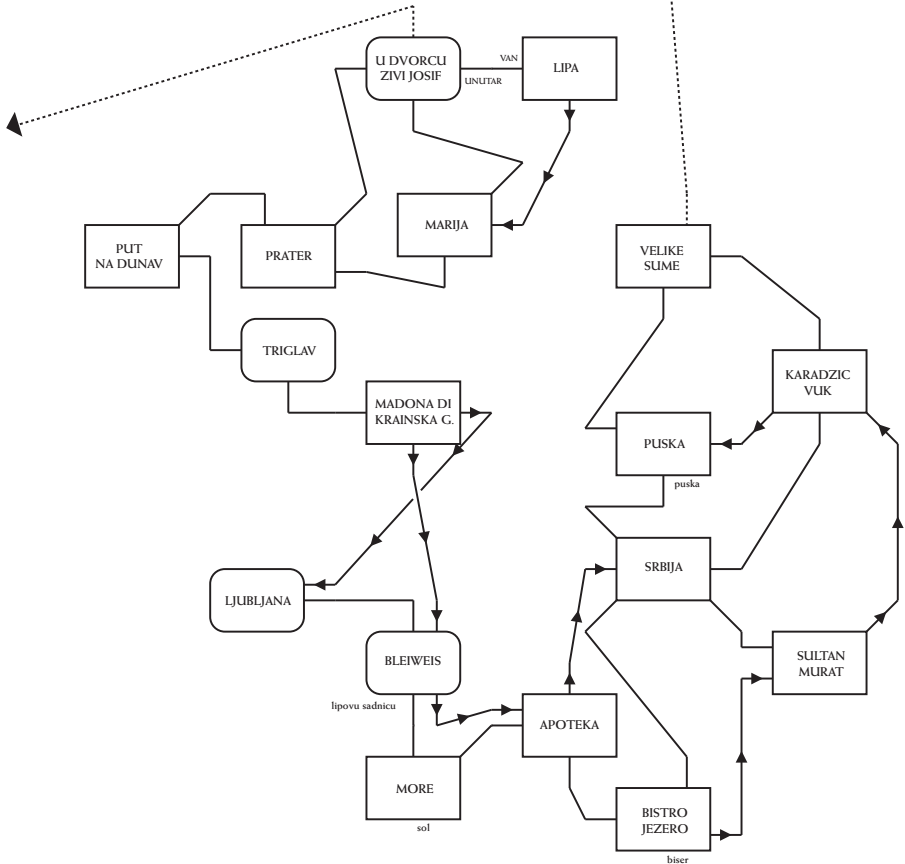 U DVORCU
ZIVI JOSIF
VAN
UNUTAR
LIPA
PUT
NA DUNAV
PRATER
MARIJA
VELIKE
SUME
TRIGLAV
KARADZIC
VUK
MADONA DI
KRAINSKA G.
PUSKA
puska
LJUBLJANA
SRBIJA
BLEIWEIS
lipovu sadnicu
SULTAN
MURAT
APOTEKA
MORE
sol
BISTRO
JEZERO
biser